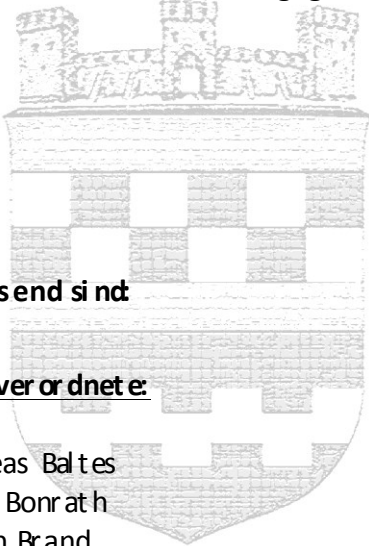 send sind:
verordnete:
eas Baltes
Bonrath
n Brand